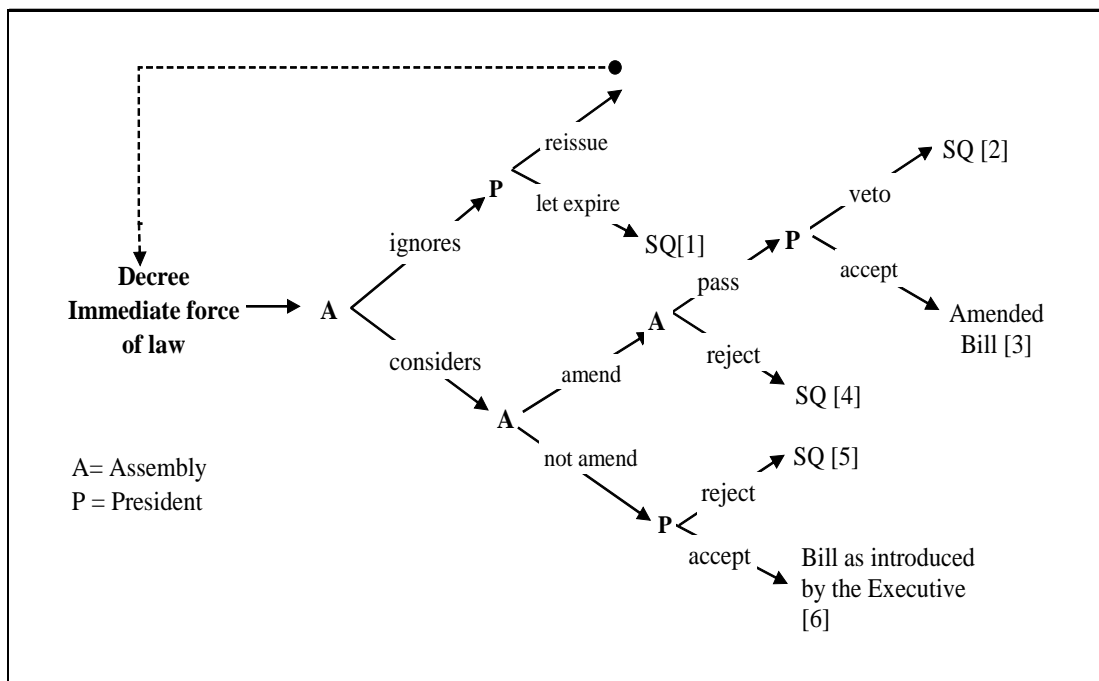 reissue
SQ [2]
P
veto
let expire
ignores
SQ[1]
P
Decree
Immediate force
of law
A
pass
accept
A
Amended
Bill [3]
considers
amend
reject
SQ [4]
A
not amend
SQ [5]
A= Assembly
P = President
reject
P
accept
Bill as introduced
by the Executive
[6]